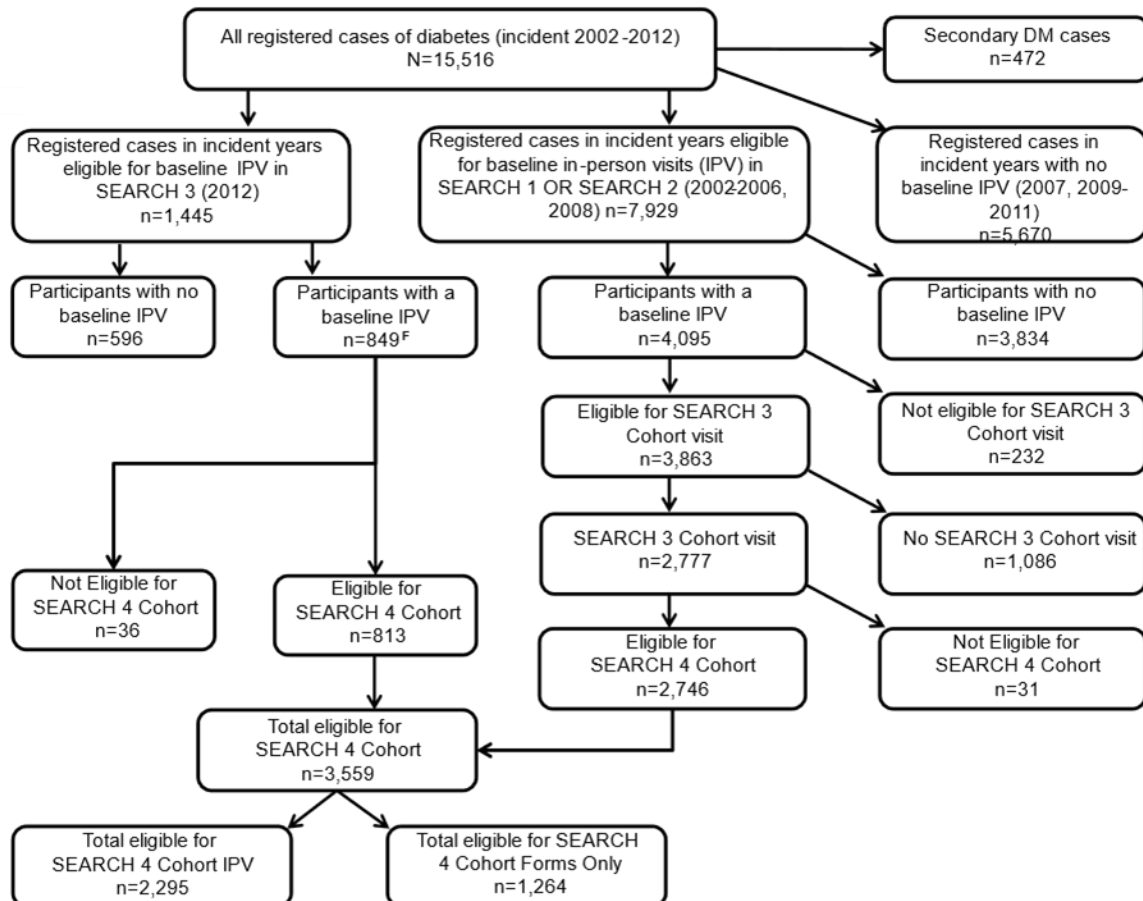 All registered cases of diabetes (incident 2002-2012)
N=15,516
Secondary DM cases
n=472
Registered cases in incident years
eligible for baseline IPV in
SEARCH 3 (2012)
n=1,445
Registered cases in incident years eligible
for baseline in-person visits (IPV) in
SEARCH 1 OR SEARCH 2 (2002-2006,
2008) n=7,929
Registered cases in
incident years with no
baseline IPV (2007, 2009-
2011)
n=5,670
Participants with no
baseline IPV
n=596
Participants with a
baseline IPV
n=849F
Participants with a
baseline IPV
n=4,095
Participants with no
baseline IPV
n=3,834
Eligible for SEARCH 3
Cohort visit
n=3,863
Not eligible for SEARCH 3
Cohort visit
n=232
SEARCH 3 Cohort visit
n=2,777
No SEARCH 3 Cohort visit
n=1,086
Not Eligible for
SEARCH 4 Cohort
n=36
Eligible for
SEARCH 4 Cohort
n=813
Eligible for
SEARCH 4 Cohort
n=2,746
Not Eligible for
SEARCH 4 Cohort
n=31
Total eligible for
SEARCH 4 Cohort
n=3,559
Total eligible for
SEARCH 4 Cohort IPV
n=2,295
Total eligible for SEARCH
4 Cohort Forms Only
n=1,264